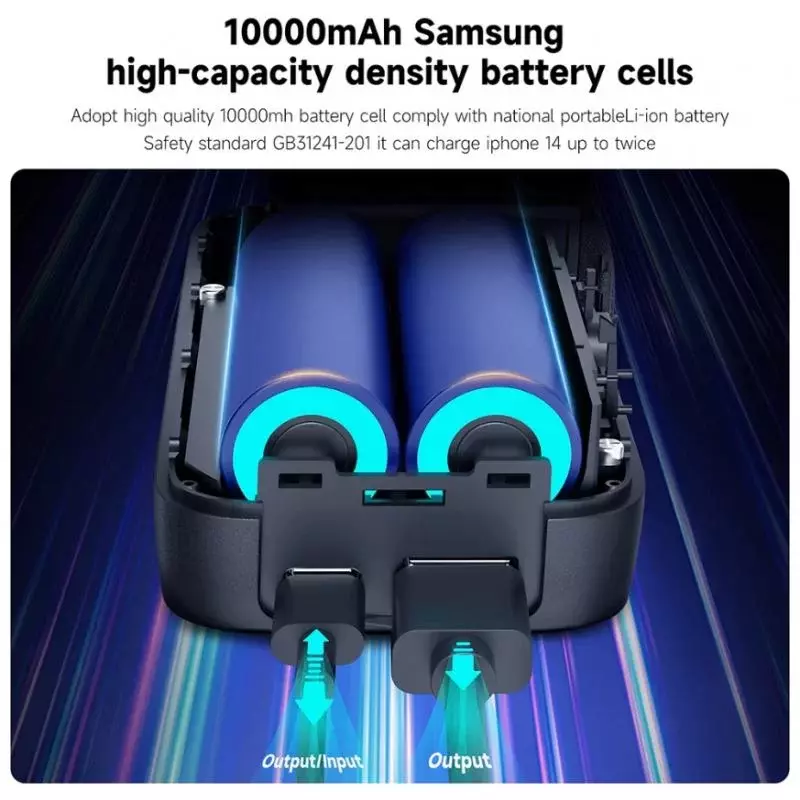 10000mAh Samsung
high-capacity density battery cells
Adopt high quality 10000mh battery cell comply with national portableLi-ion battery
Safety standard GB31241-201 it can charge iphone 14 up to twice
Output/Input
Output